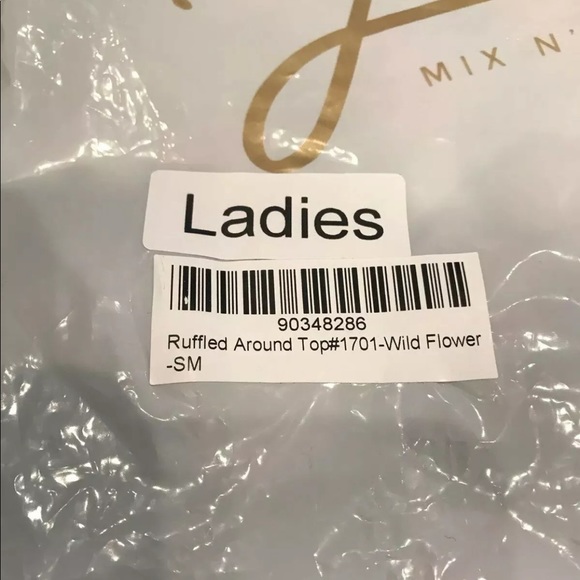 MIX N'
Ladies
90348286
Ruffled Around Top#1701-Wild Flower
-SM